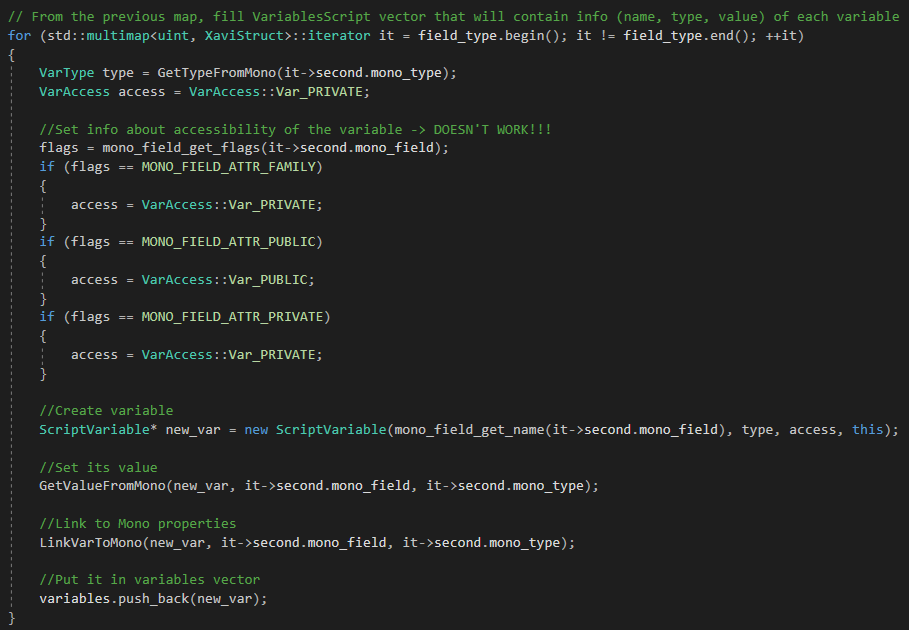 // From the previous map, fill VariablesScript vector that will contain info (name, type, value) of each variable
for (std::multimap<uint, XaviStruct>::iterator it = field_type.begin(); it != field_type.end(); ++it)
{
VarType type = GetTypeFromMono(it->second.mono_type);
VarAccess access = VarAccess::Var_PRIVATE;
//Set info about accessibility of the variable -> DOESN'T WORK!!!
flags = mono_field_get_flags(it->second.mono_field);
if (flags == MONO_FIELD_ATTR_FAMILY)
{
access = VarAccess::Var_PRIVATE;
}
if (flags == MONO_FIELD_ATTR_PUBLIC)
{
access = VarAccess::Var_PUBLIC;
}
if (flags == MONO_FIELD_ATTR_PRIVATE)
{
access = VarAccess::Var_PRIVATE;
}
//Create variable
ScriptVariable* new_var = new ScriptVariable(mono_field_get_name(it->second.mono_field), type, access, this);
//Set its value
GetValueFromMono(new_var, it->second.mono_field, it->second.mono_type);
//Link to Mono properties
LinkVarToMono(new_var, it->second.mono_field, it->second.mono_type);
//Put it in variables vector
variables.push_back(new_var);
}